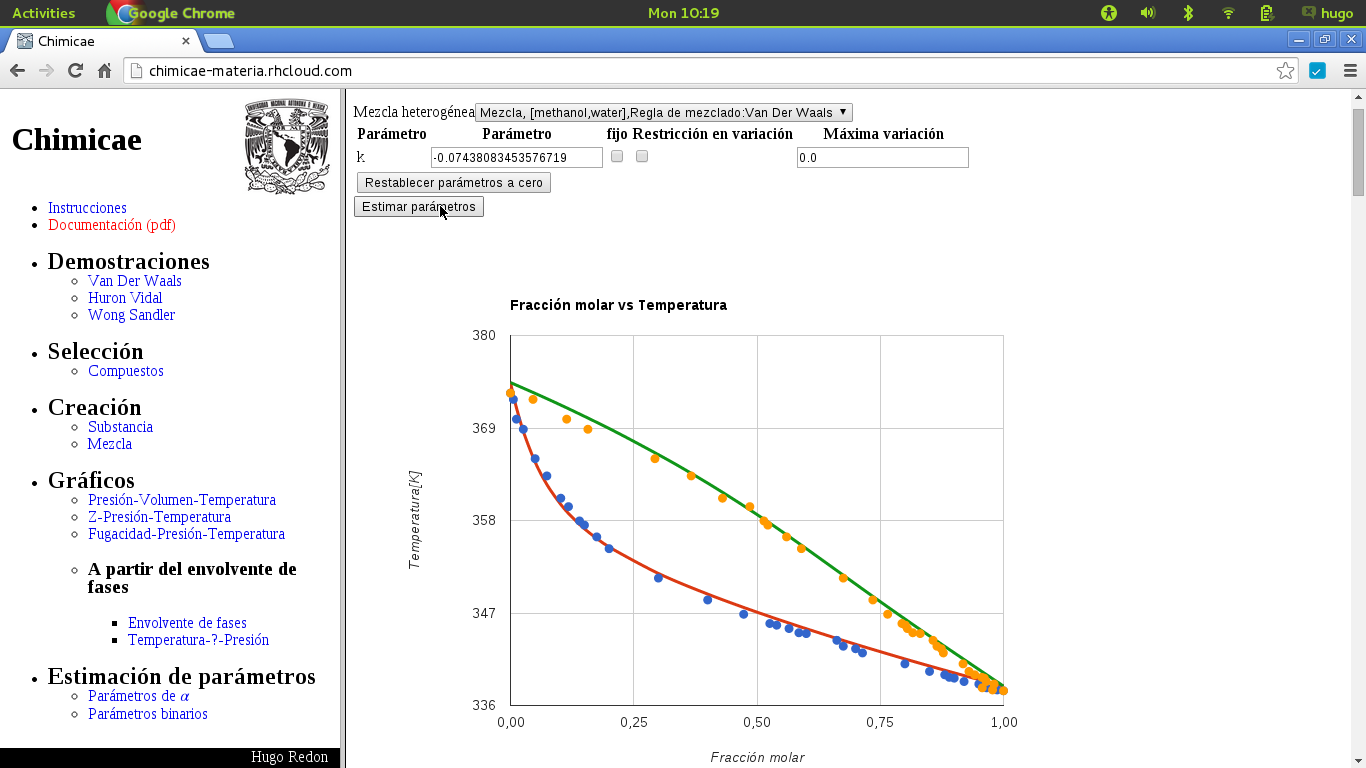 Activities Google Chrome Mon 10:19 hugo
Chimicae
chimicae-materia.rhcloud.com
Chimicae
Instrucciones
Documentación (pdf)
Demostraciones
Van Der Waals
Huron Vidal
Wong Sandler
Selección
Compuestos
Creación
Substancia
Mezcla
Gráficos
Presión-Volumen-Temperatura
Z-Presión-Temperatura
Fugacidad-Presión-Temperatura
A partir del envolvente de
fases
Envolvente de fases
Temperatura-?-Presión
Estimación de parámetros
Parámetros de α
Parámetros binarios
Hugo Redon
Mezcla heterogénea Mezcla, [methanol,water],Regla de mezclado:Van Der Waals
Parámetro Parámetro fijo Restricción en variación Máxima variación
k -0.07438083453576719 0.0
Restablecer parámetros a cero
Estimar parámetros
Fracción molar vs Temperatura
380
369
358
347
336
Temperatura[K]
0,00 0,25 0,50 0,75 1,00
Fracción molar